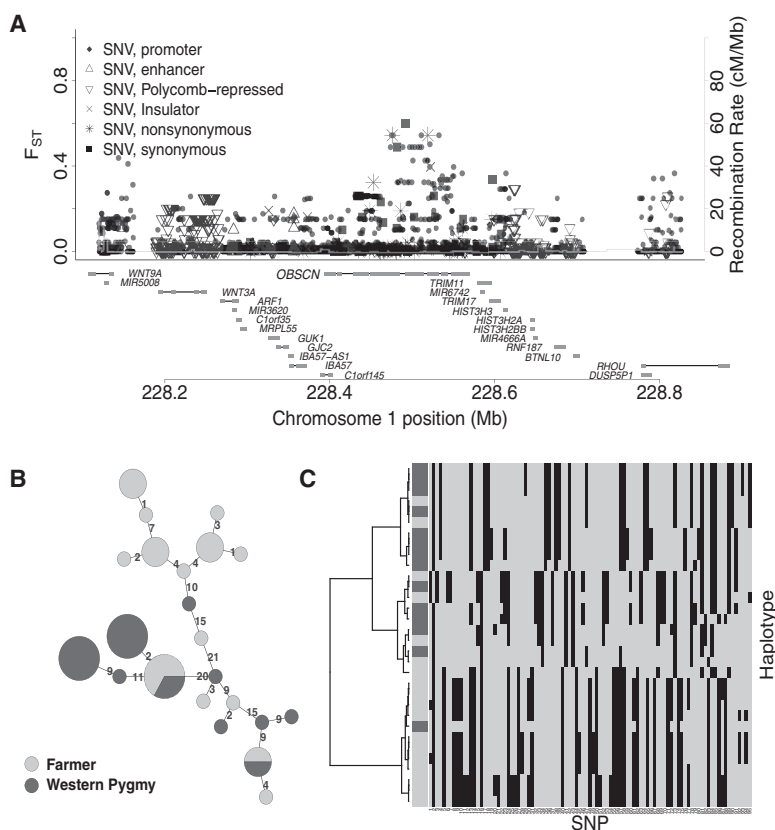 A
SNV, promoter
SNV, enhancer
SNV, Polycomb-repressed
SNV, Insulator
SNV, nonsynonymous
SNV, synonymous
FST
0.8
0.4
0.0
Recombination Rate (cM/Mb)
80
60
40
20
0
WNT9A
OBSCN
MIR5008
TRIM11
WNT3A
MIR6742
ARF1
TRIM17
MIR3620
HIST3H3
C1orf35
HIST3H2A
MRPL55
HIST3H2BB
GUK1
MIR4666A
GJC2
RNF187
IBA57-AS1
BTNL10
IBA57
RHOU
C1orf145
DUSP5P1
228.2
228.4
228.6
228.8
Chromosome 1 position (Mb)
B
1
7
3
2
4
4
1
10
15
2
21
9
11
20
3
9
2
15
9
9
4
Farmer
Western Pygmy
C
Haplotype
SNP